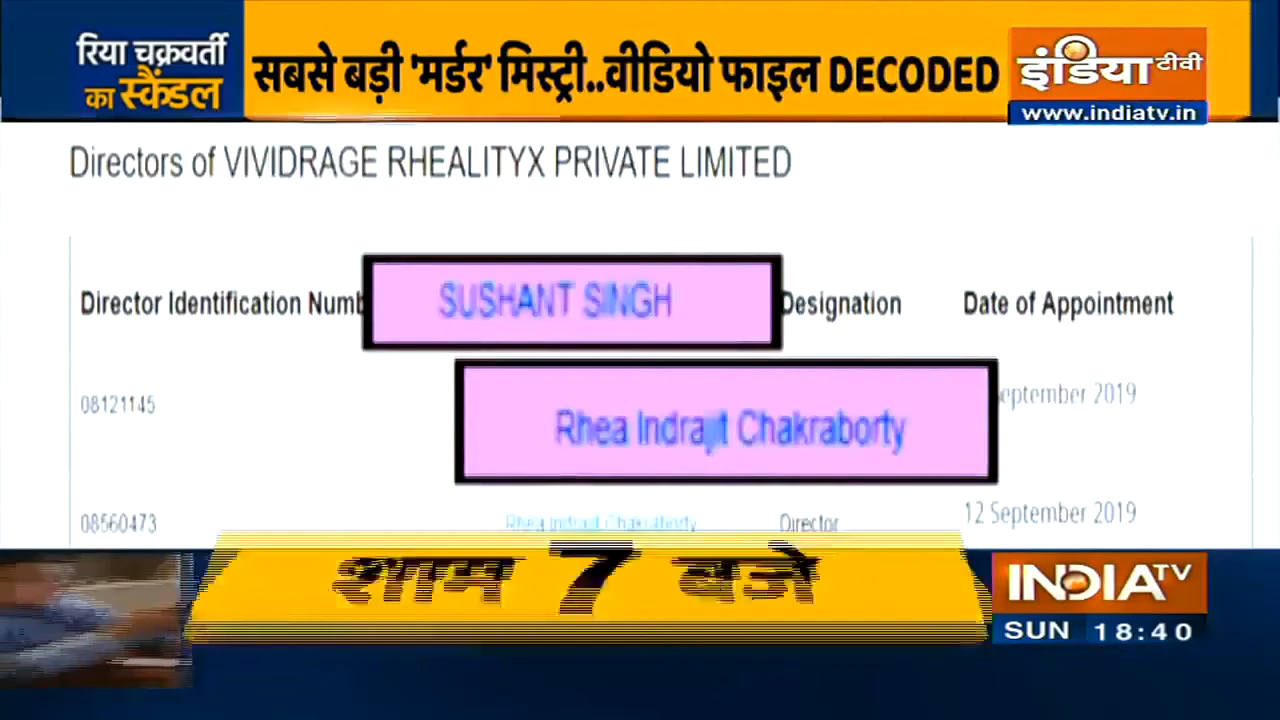 रिया चक्रवर्ती
का स्कैंडल
सबसे बड़ी 'मर्डर' मिस्ट्री..वीडियो फाइल DECODED
इंडिया टीवी
www.indiatv.in
Directors of VIVIDRAGE RHEALITYX PRIVATE LIMITED
Director Identification Numb
SUSHANT SINGH
Designation
Date of Appointment
08121145
Rhea Indrajit Chakraborty
eptember 2019
08560473
Rhea Indrajit Chakraborty
Director
12 September 2019
शाम 7 बजे
INDIA TV
SUN 18:40